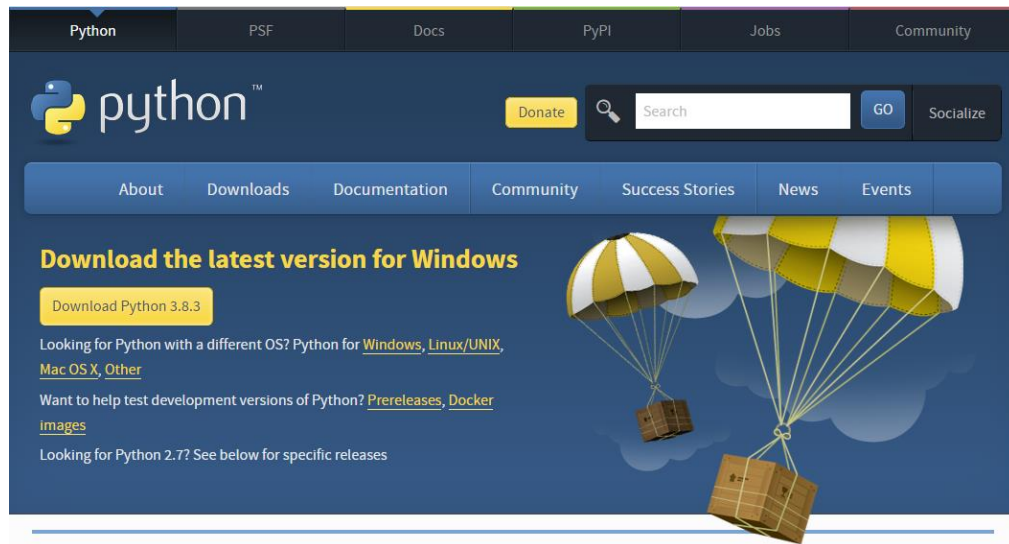 Python PSF Docs PyPI Jobs Community
python™
Donate Search GO Socialize
About Downloads Documentation Community Success Stories News Events
Download the latest version for Windows
Download Python 3.8.3
Looking for Python with a different OS? Python for Windows, Linux/UNIX,
Mac OS X, Other
Want to help test development versions of Python? Prereleases, Docker
images
Looking for Python 2.7? See below for specific releases